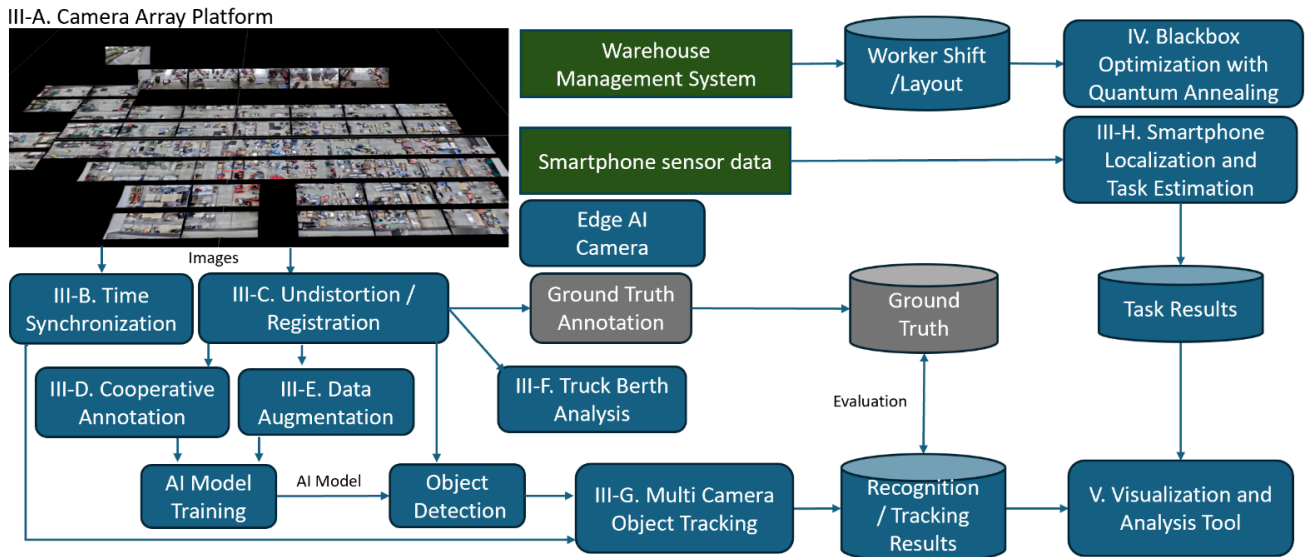 III-A. Camera Array Platform
Warehouse
Management System
Worker Shift
/Layout
IV. Blackbox
Optimization with
Quantum Annealing
Smartphone sensor data
III-H. Smartphone
Localization and
Task Estimation
Edge AI
Camera
Images
III-B. Time
Synchronization
III-C. Undistortion /
Registration
Ground Truth
Annotation
Ground
Truth
Task Results
III-D. Cooperative
Annotation
III-E. Data
Augmentation
III-F. Truck Berth
Analysis
Evaluation
AI Model
Training
AI Model
Object
Detection
III-G. Multi Camera
Object Tracking
Recognition
/ Tracking
Results
V. Visualization and
Analysis Tool